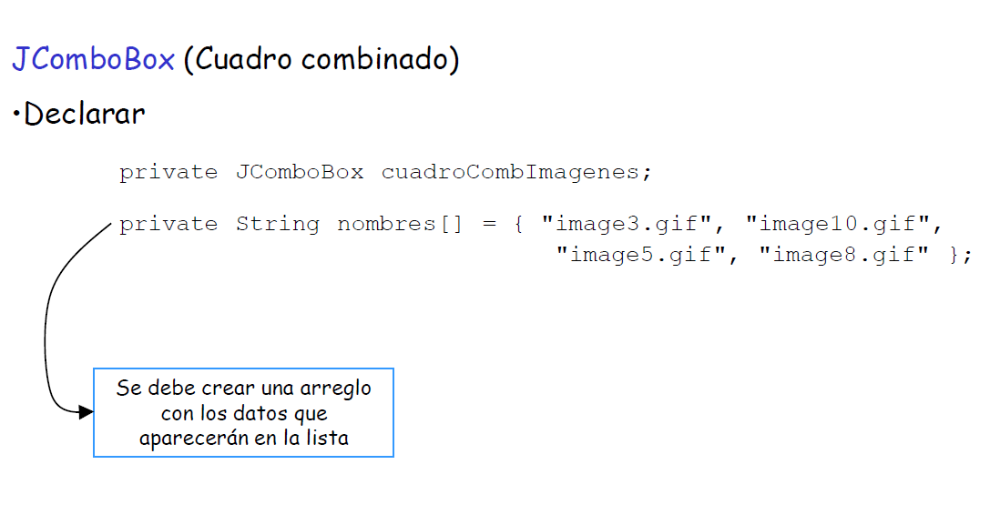 JComboBox (Cuadro combinado)
•Declarar
private JComboBox cuadroCombImagenes;
private String nombres[] = { "image3.gif", "image10.gif",
"image5.gif", "image8.gif" };
Se debe crear una arreglo
con los datos que
aparecerán en la lista